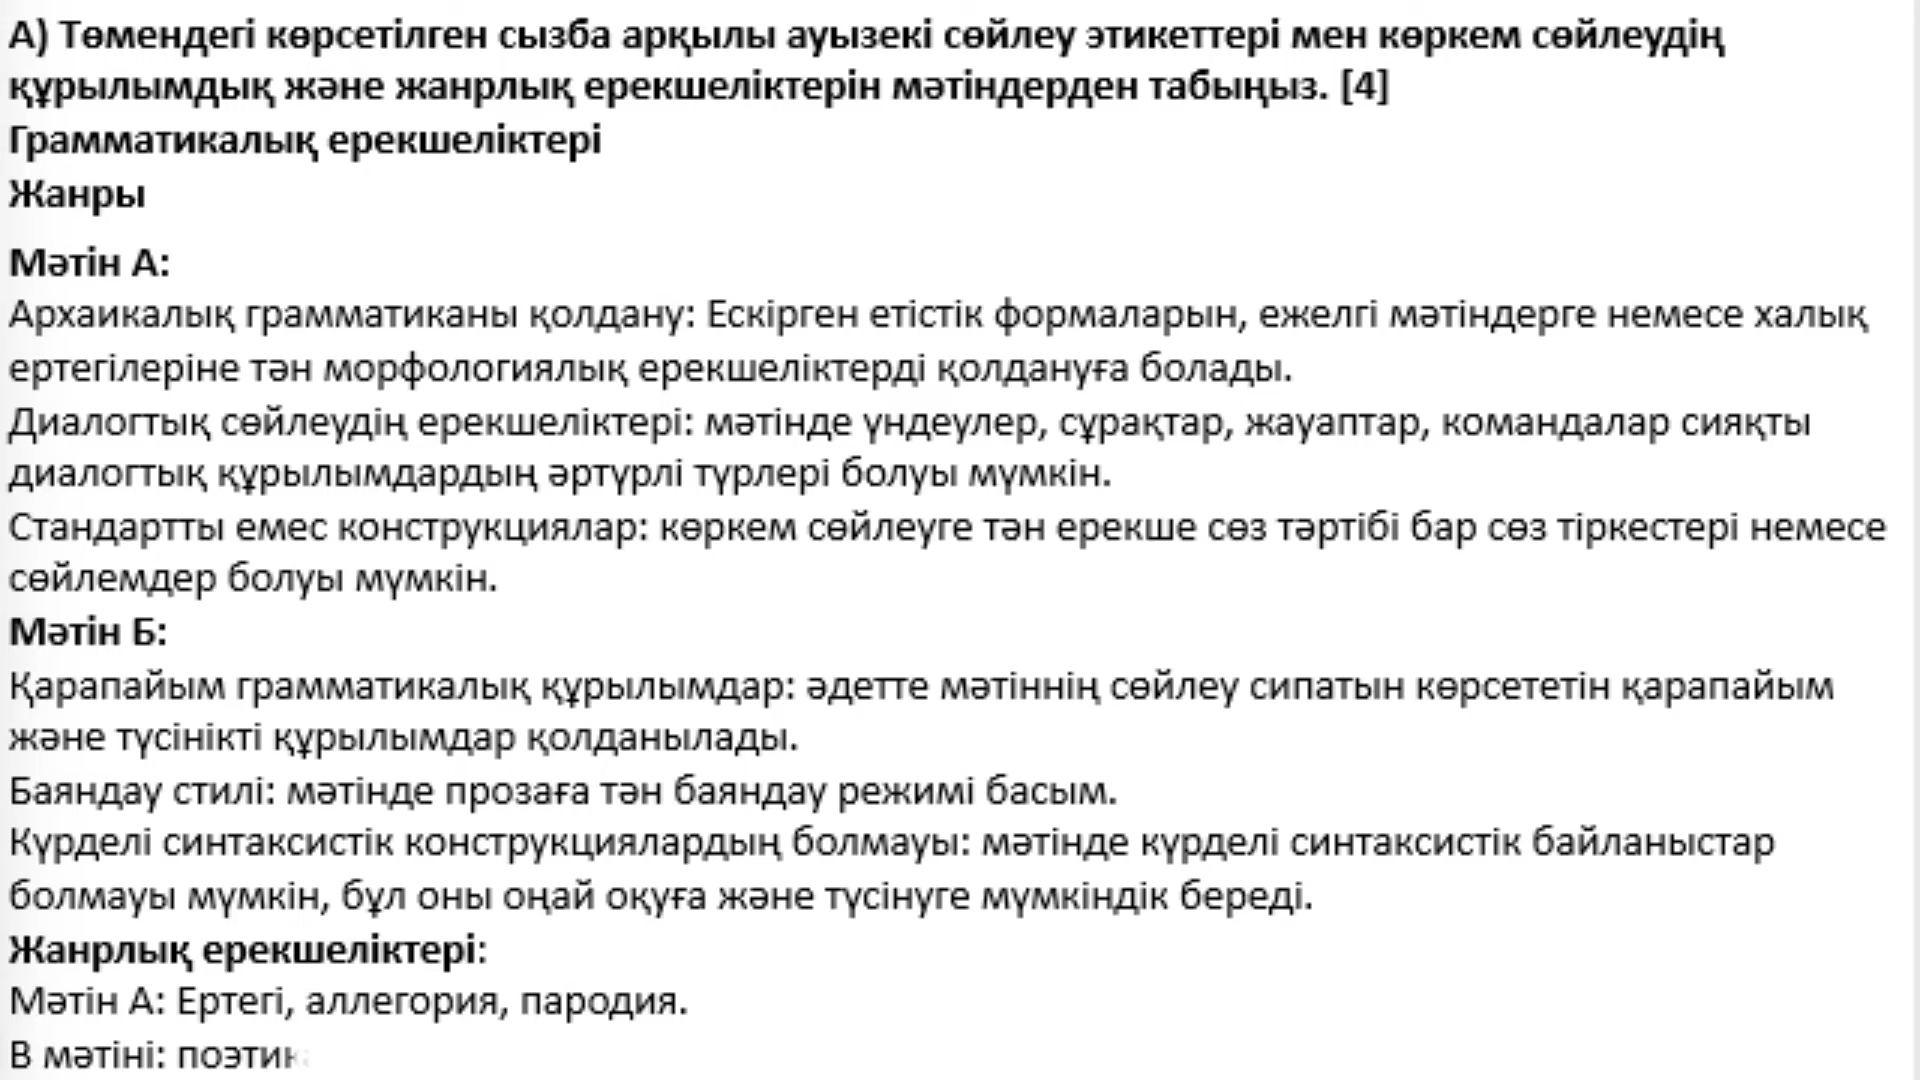 А) Төмендегі көрсетілген сызба арқылы ауызекі сөйлеу этикеттері мен көркем сөйлеудің
құрылымдық және жанрлық ерекшеліктерін мәтіндерден табыңыз. [4]
Грамматикалық ерекшеліктері
Жанры
Мәтін А:
Архаикалық грамматиканы қолдану: Ескірген етістік формаларын, ежелгі мәтіндерге немесе халық
ертегілеріне тән морфологиялық ерекшеліктерді қолдануға болады.
Диалогтық сөйлеудің ерекшеліктері: мәтінде үндеулер, сұрақтар, жауаптар, командалар сияқты
диалогтық құрылымдардың әртүрлі түрлері болуы мүмкін.
Стандартты емес конструкциялар: көркем сөйлеуге тән ерекше сөз тәртібі бар сөз тіркестері немесе
сөйлемдер болуы мүмкін.
Мәтін Б:
Қарапайым грамматикалық құрылымдар: әдетте мәтіннің сөйлеу сипатын көрсететін қарапайым
және түсінікті құрылымдар қолданылады.
Баяндау стилі: мәтінде прозаға тән баяндау режимі басым.
Күрделі синтаксистік конструкциялардың болмауы: мәтінде күрделі синтаксистік байланыстар
болмауы мүмкін, бұл оны оңай оқуға және түсінуге мүмкіндік береді.
Жанрлық ерекшеліктері:
Мәтін А: Ертегі, аллегория, пародия.
В мәтіні: